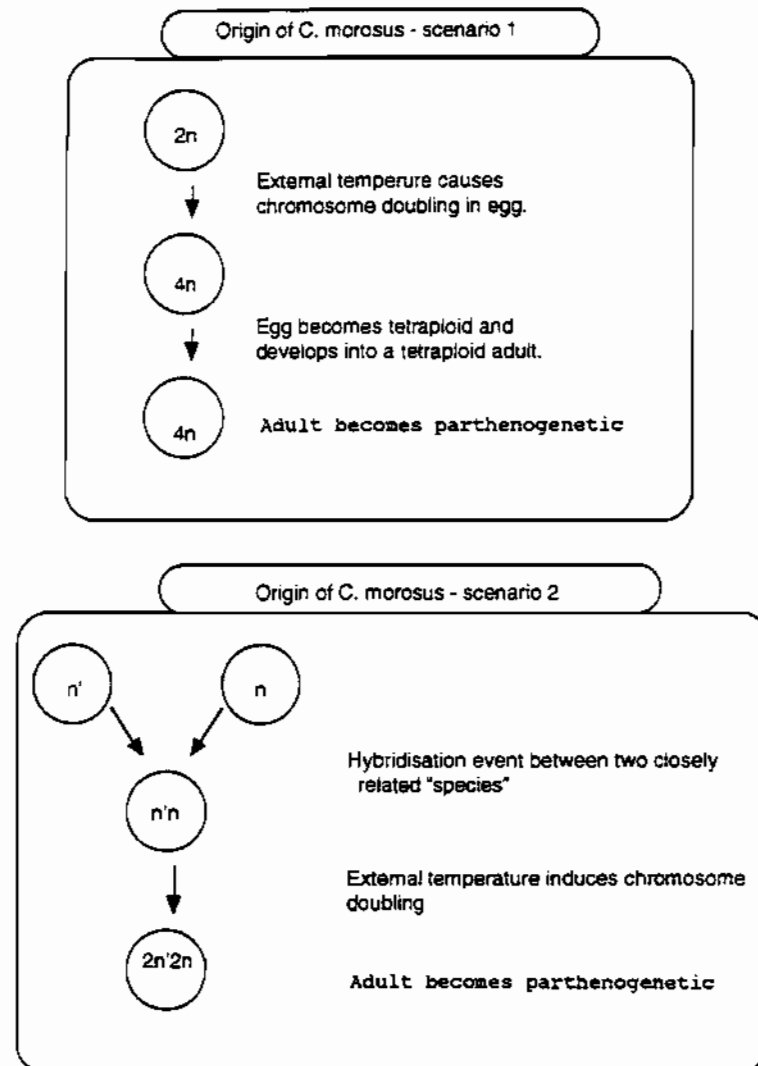 Origin of C. morosus - scenario 1
2n
External temperure causes
chromosome doubling in egg.
4n
Egg becomes tetraploid and
develops into a tetraploid adult.
4n
Adult becomes parthenogenetic
Origin of C. morosus - scenario 2
n'
n
Hybridisation event between two closely
related "species"
n'n
External temperature induces chromosome
doubling
2n'2n
Adult becomes parthenogenetic